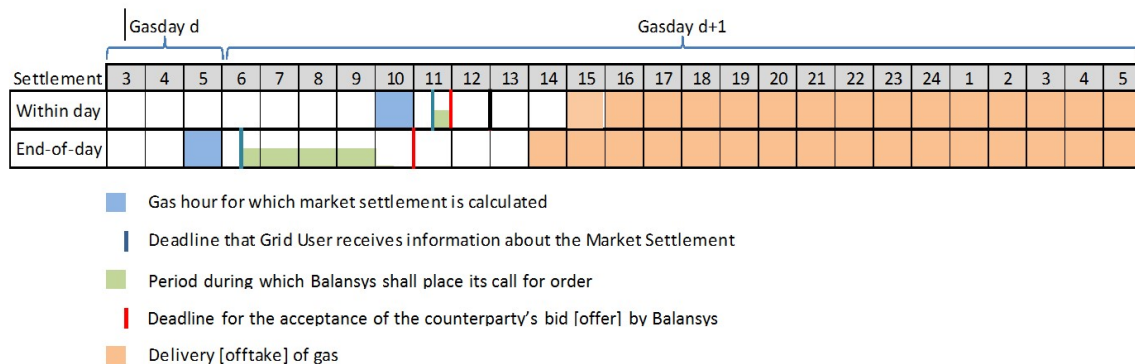 Gasday d
Gasday d+1
Settlement 3 4 5 6 7 8 9 10 11 12 13 14 15 16 17 18 19 20 21 22 23 24 1 2 3 4 5
Within day
End-of-day
Gas hour for which market settlement is calculated
Deadline that Grid User receives information about the Market Settlement
Period during which Balansys shall place its call for order
Deadline for the acceptance of the counterparty's bid [offer] by Balansys
Delivery [offtake] of gas